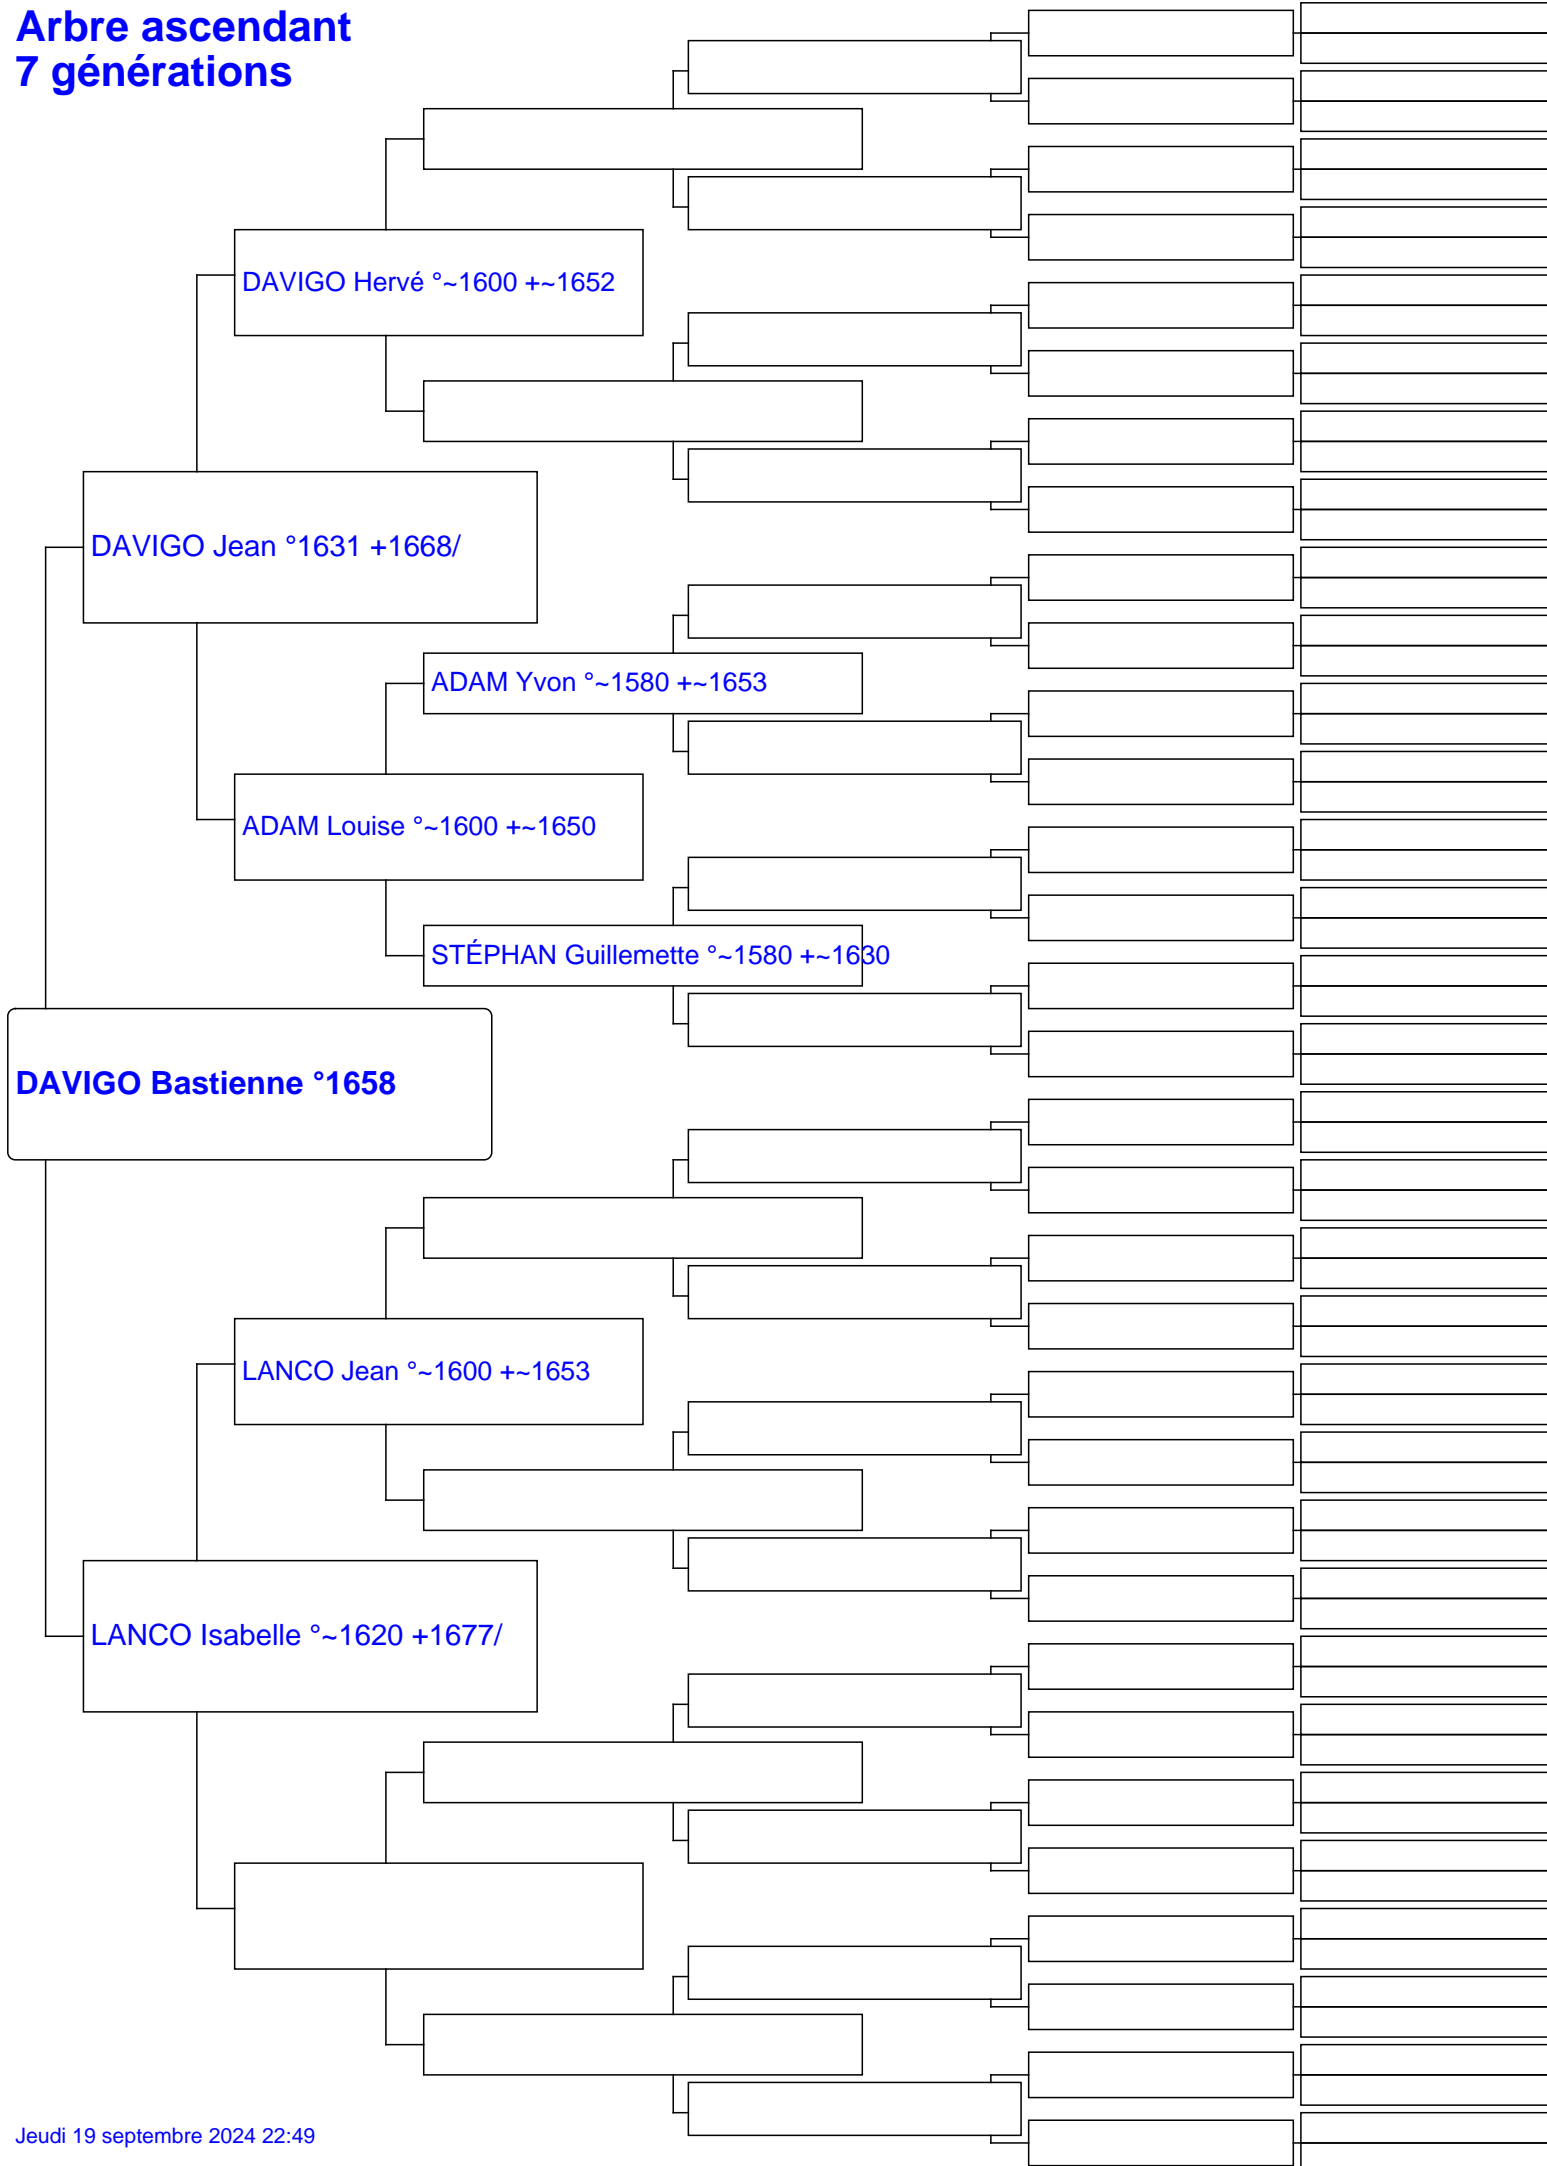 Arbre ascendant
7 générations
DAVIGO Hervé °~1600 +~1652
DAVIGO Jean °1631 +1668/
ADAM Yvon °~1580 +~1653
ADAM Louise °~1600 +~1650
STÉPHAN Guillemette °~1580 +~1630
DAVIGO Bastienne °1658
LANCO Jean °~1600 +~1653
LANCO Isabelle °~1620 +1677/
Jeudi 19 septembre 2024 22:49